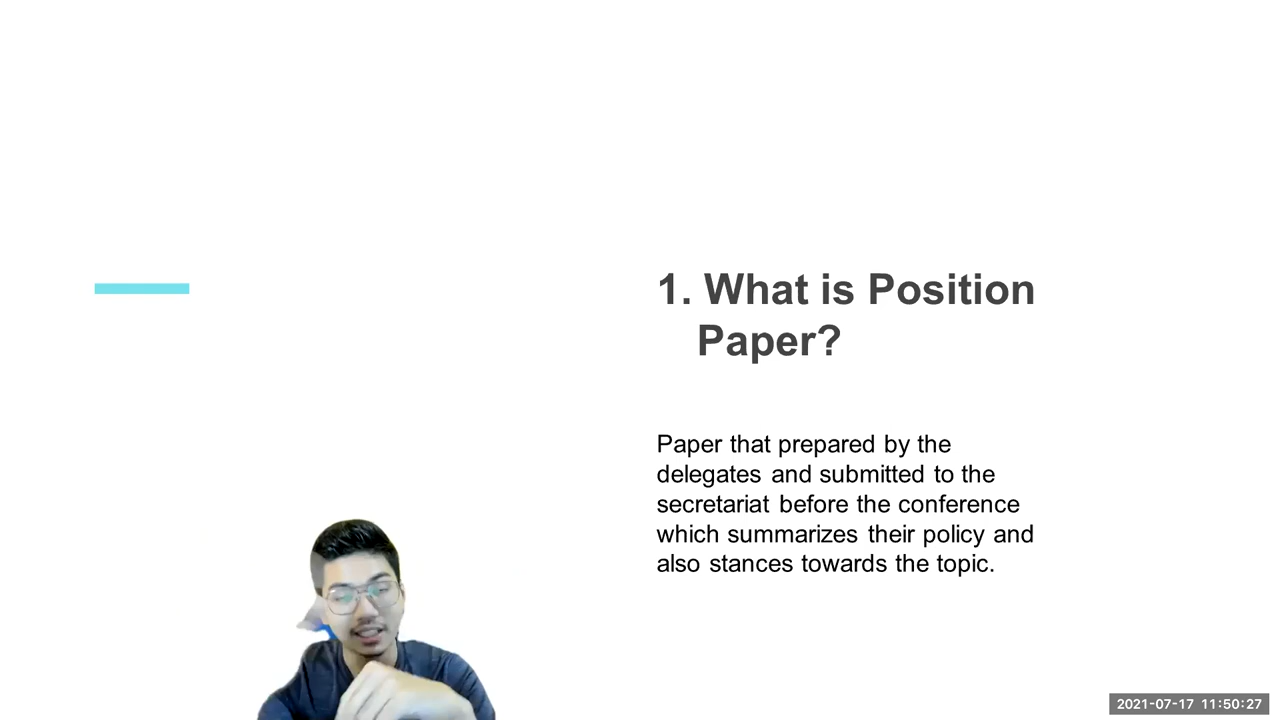 1. What is Position
Paper?
Paper that prepared by the
delegates and submitted to the
secretariat before the conference
which summarizes their policy and
also stances towards the topic.
2021-07-17 11:50:27